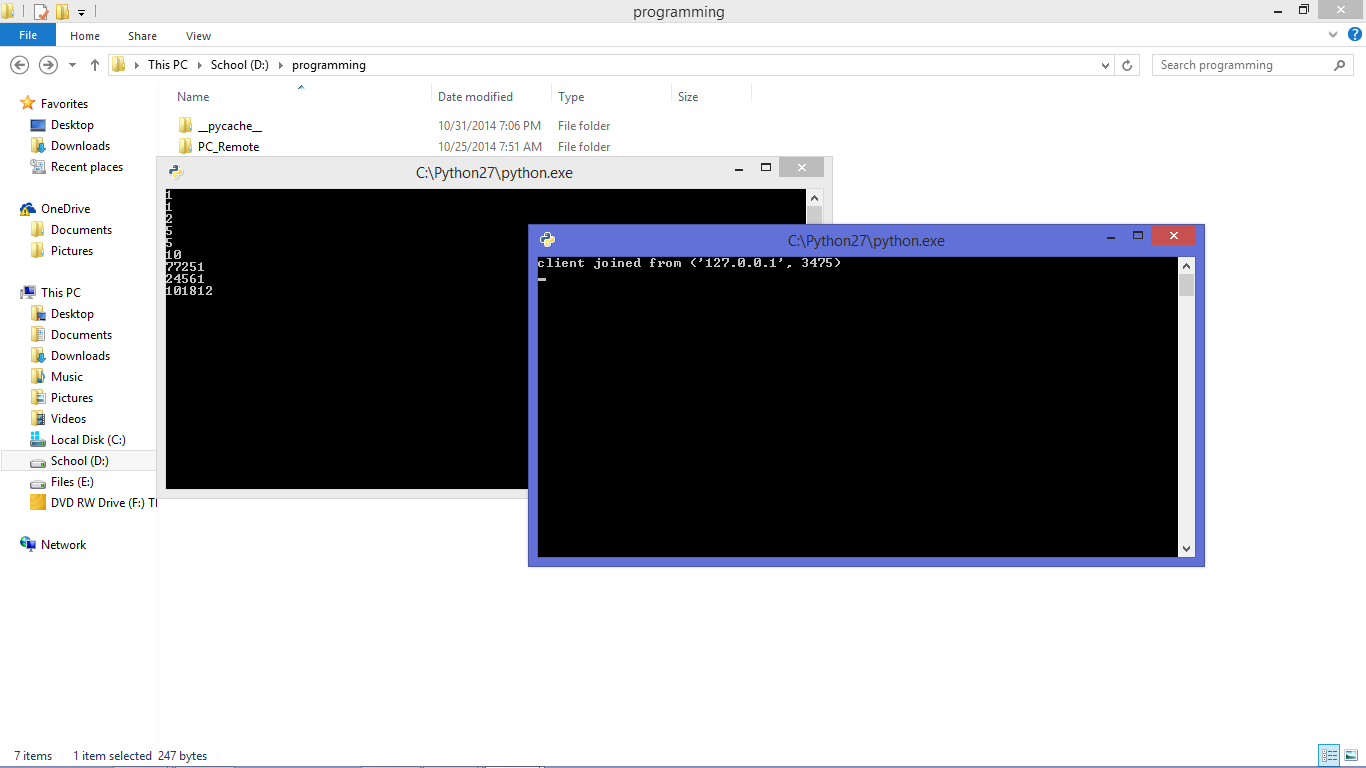 programming
File Home Share View
This PC School (D:) programming
Search programming
Name Date modified Type Size
__pycache__ 10/31/2014 7:06 PM File folder
PC_Remote 10/25/2014 7:51 AM File folder
Favorites
Desktop
Downloads
Recent places
OneDrive
Documents
Pictures
This PC
Desktop
Documents
Downloads
Music
Pictures
Videos
Local Disk (C:)
School (D:)
Files (E:)
DVD RW Drive (F:)
Network
C:\Python27\python.exe
1
1
2
5
5
10
77251
24561
101812
C:\Python27\python.exe
client joined from ('127.0.0.1', 3475)
7 items 1 item selected 247 bytes